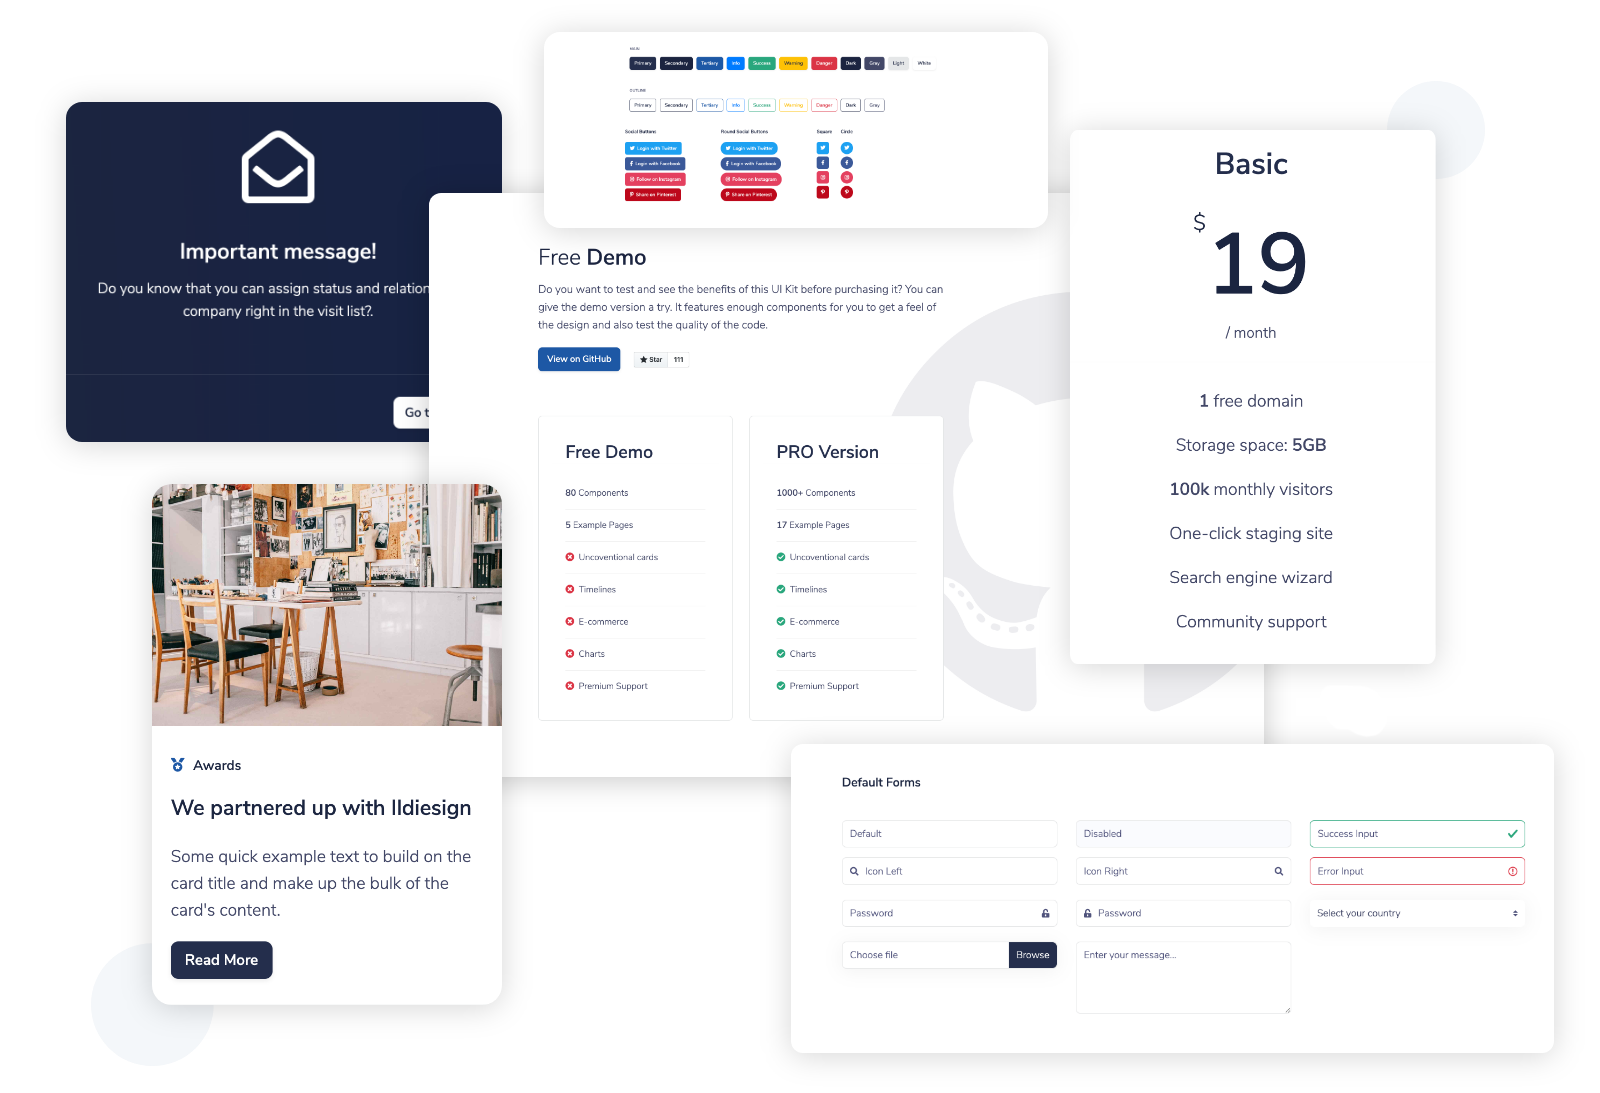 MAIN
Primary Secondary Tertiary Info Success Warning Danger Dark Gray Light White
OUTLINE
Primary Secondary Tertiary Info Success Warning Danger Dark Gray
Social Buttons Round Social Buttons Square Circle
Login with Twitter Login with Twitter
Login with Facebook Login with Facebook
Follow on Instagram Follow on Instagram
Share on Pinterest Share on Pinterest
Important message!
Do you know that you can assign status and relation
company right in the visit list?.
Go t
Free Demo
Do you want to test and see the benefits of this UI Kit before purchasing it? You can
give the demo version a try. It features enough components for you to get a feel of
the design and also test the quality of the code.
View on GitHub Star 111
Free Demo
80 Components
5 Example Pages
Uncoventional cards
Timelines
E-commerce
Charts
Premium Support
PRO Version
1000+ Components
17 Example Pages
Uncoventional cards
Timelines
E-commerce
Charts
Premium Support
Basic
$ 19
/ month
1 free domain
Storage space: 5GB
100k monthly visitors
One-click staging site
Search engine wizard
Community support
Awards
We partnered up with Ildiesign
Some quick example text to build on the
card title and make up the bulk of the
card's content.
Read More
Default Forms
Default Disabled Success Input
Icon Left Icon Right Error Input
Password Password Select your country
Choose file Browse Enter your message...